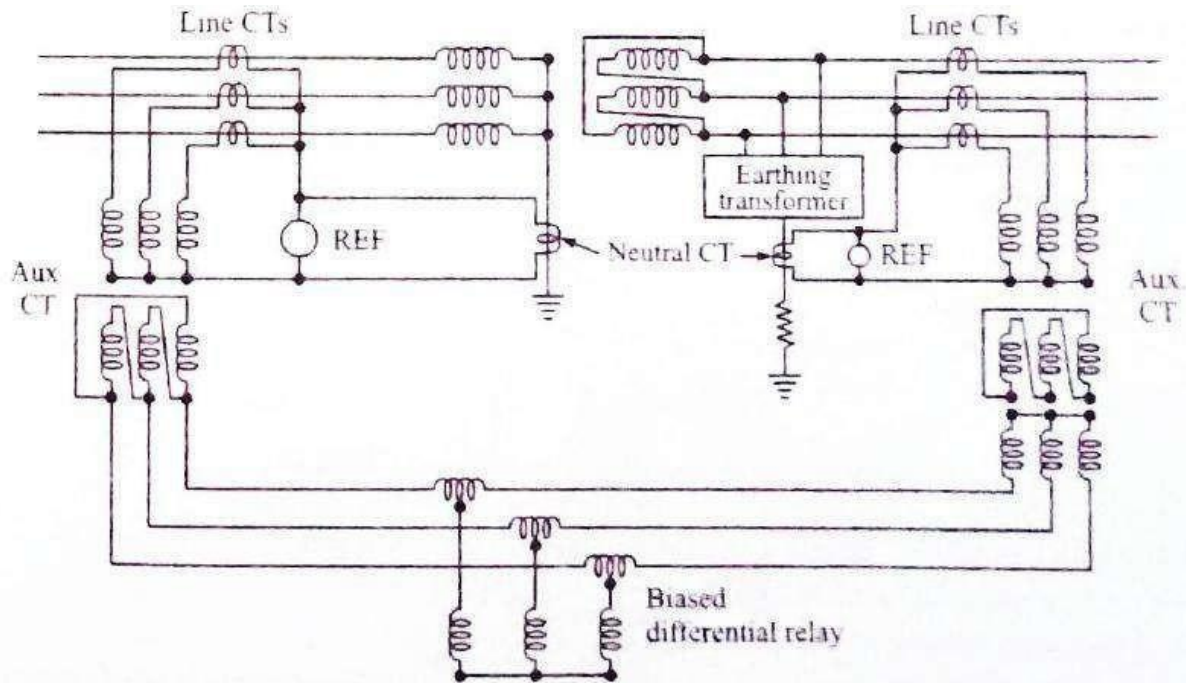 Line CTs
Line CTs
Earthing
transformer
REF
Neutral CT
REF
Aux
CT
Aux.
CT
Biased
differential relay